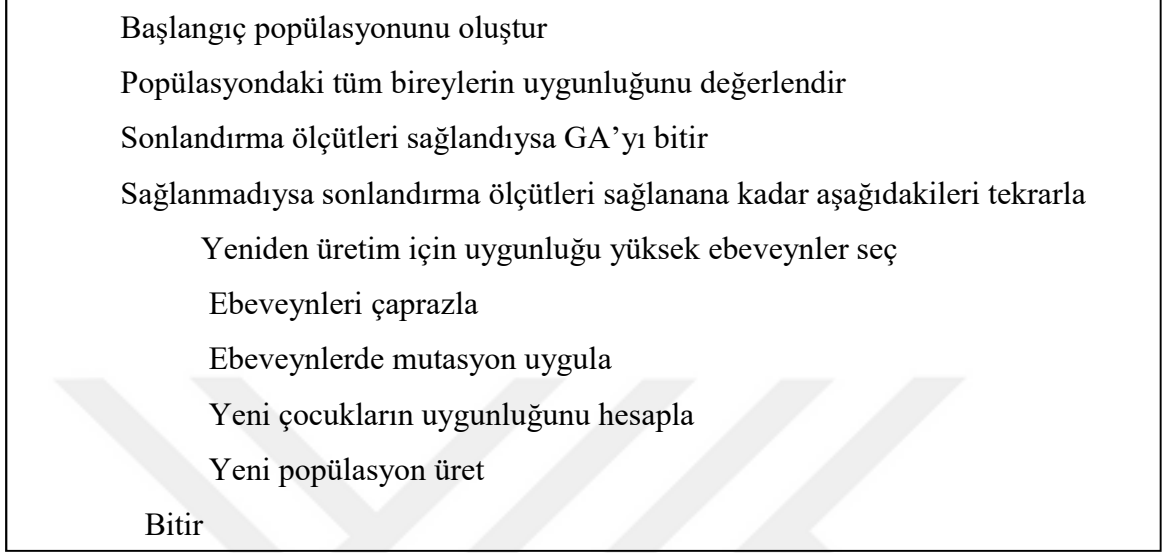 Başlangıç popülasyonunu oluştur
Popülasyondaki tüm bireylerin uygunluğunu değerlendir
Sonlandırma ölçütleri sağlandıysa GA’yı bitir
Sağlanmadıysa sonlandırma ölçütleri sağlanana kadar aşağıdakileri tekrarla
Yeniden üretim için uygunluğu yüksek ebeveynler seç
Ebeveynleri çaprazla
Ebeveynlerde mutasyon uygula
Yeni çocukların uygunluğunu hesapla
Yeni popülasyon üret
Bitir